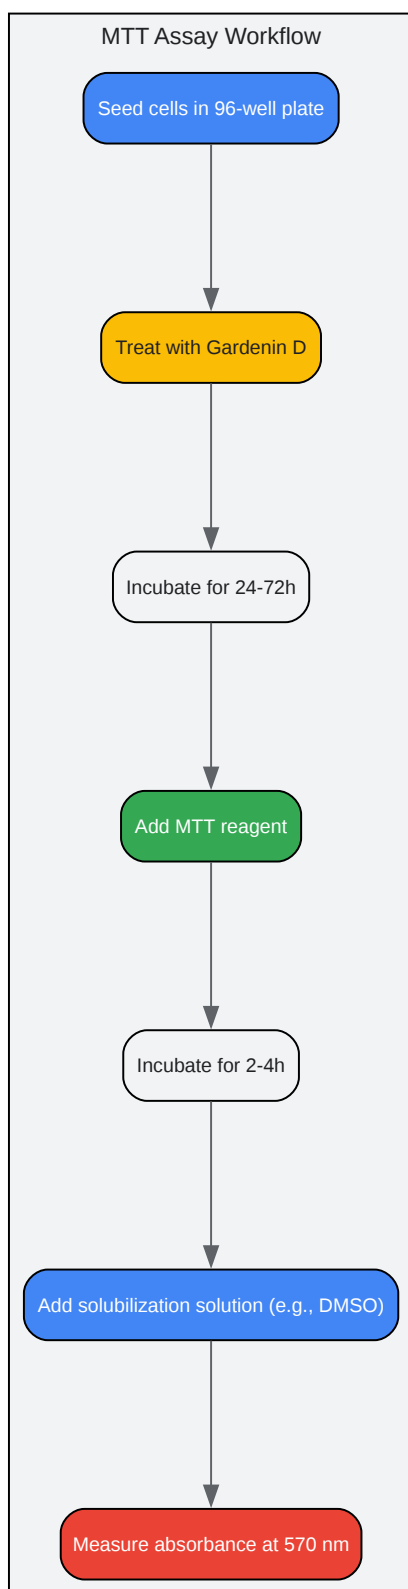 MTT Assay Workflow
Seed cells in 96-well plate
Treat with Gardenin D
Incubate for 24-72h
Add MTT reagent
Incubate for 2-4h
Add solubilization solution (e.g., DMSO)
Measure absorbance at 570 nm